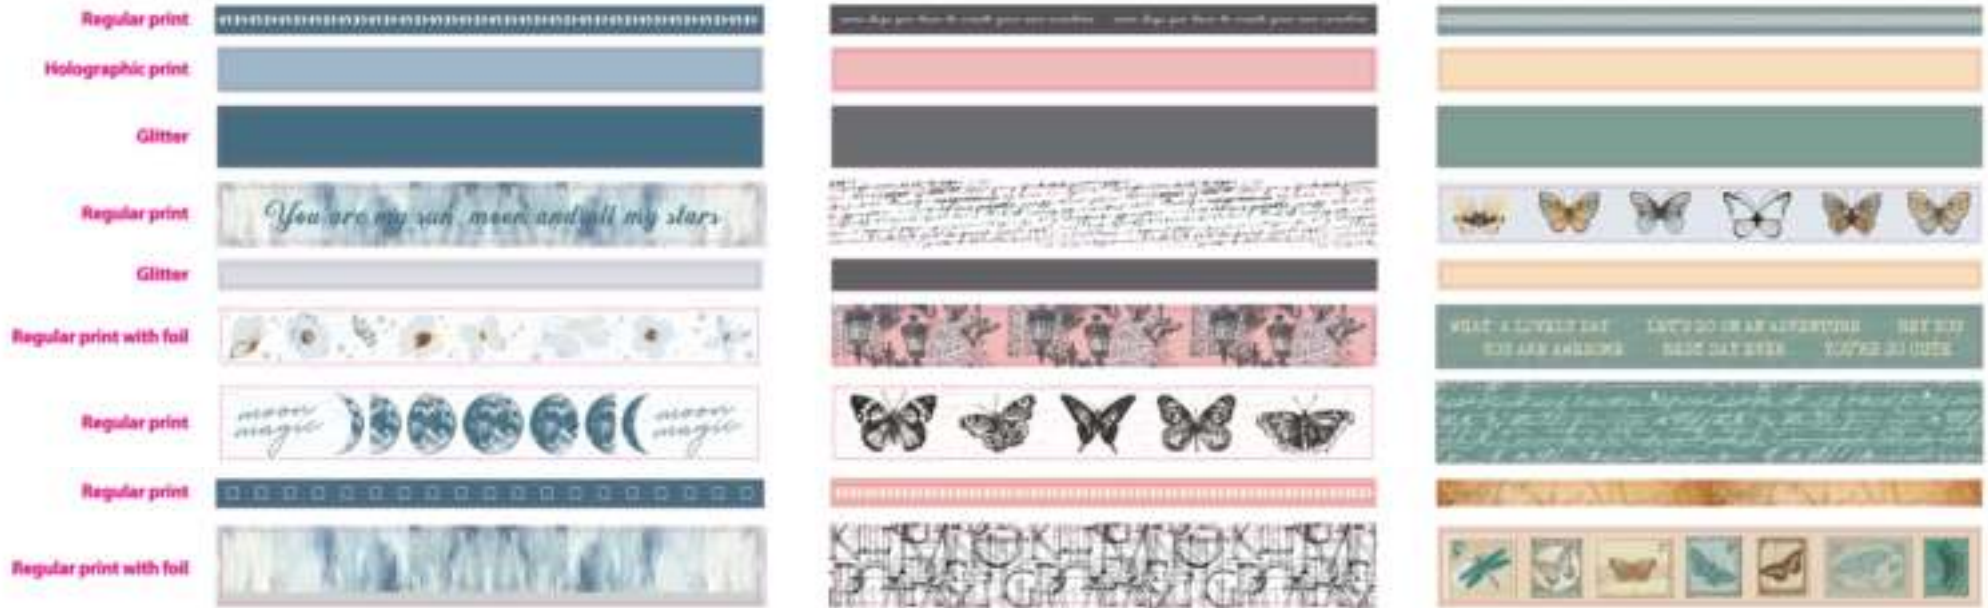 Regular print
Holographic print
Glitter
Regular print
You are my sun, moon and all my stars
Glitter
Regular print with foil
WHAT A LOVELY DAY LET'S GO ON AN ADVENTURE HEY YOU
YOU ARE AWESOME BEST DAY EVER YOU'RE SO CUTE
Regular print
moon
magic
moon
magic
Regular print
Regular print with foil